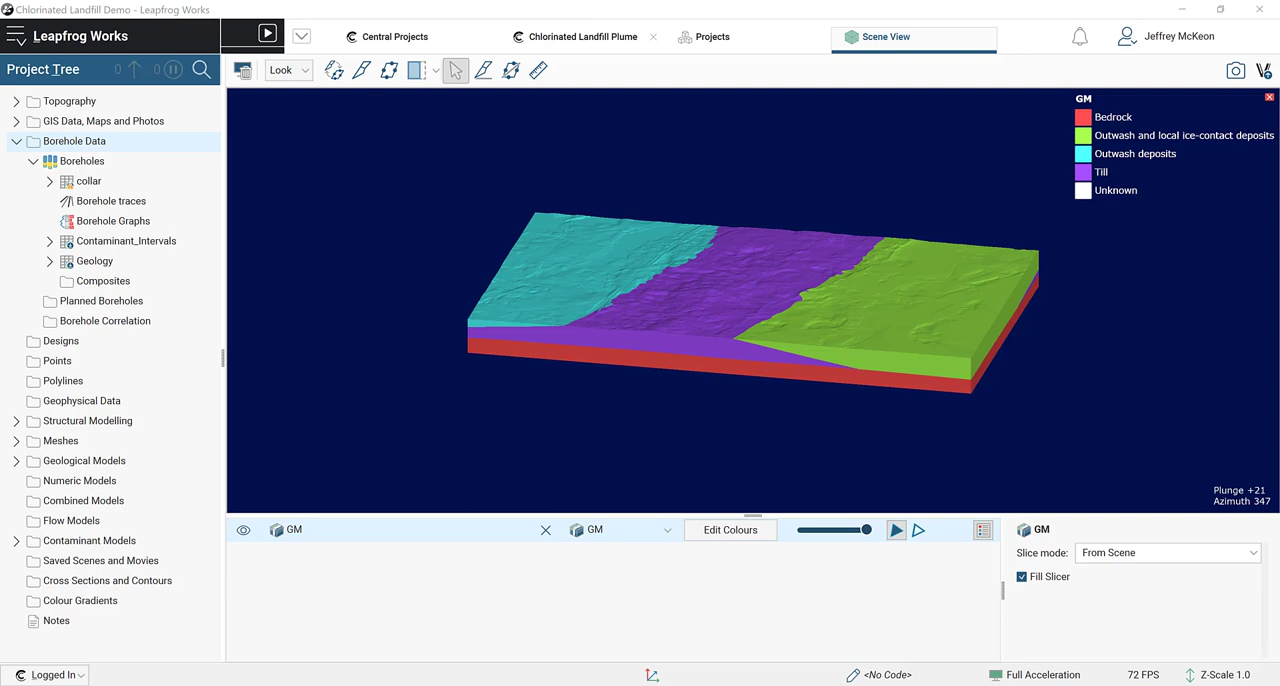 Chlorinated Landfill Demo - Leapfrog Works
Leapfrog Works
Central Projects
Chlorinated Landfill Plume
Projects
Scene View
Jeffrey McKeon
Project Tree
0
0
Look
Topography
GIS Data, Maps and Photos
Borehole Data
Boreholes
collar
Borehole traces
Borehole Graphs
Contaminant_Intervals
Geology
Composites
Planned Boreholes
Borehole Correlation
Designs
Points
Polylines
Geophysical Data
Structural Modelling
Meshes
Geological Models
Numeric Models
Combined Models
Flow Models
Contaminant Models
Saved Scenes and Movies
Cross Sections and Contours
Colour Gradients
Notes
GM
Bedrock
Outwash and local ice-contact deposits
Outwash deposits
Till
Unknown
Plunge +21
Azimuth 347
GM
GM
Edit Colours
GM
Slice mode:
From Scene
Fill Slicer
Logged In
<No Code>
Full Acceleration
72 FPS
Z-Scale 1.0